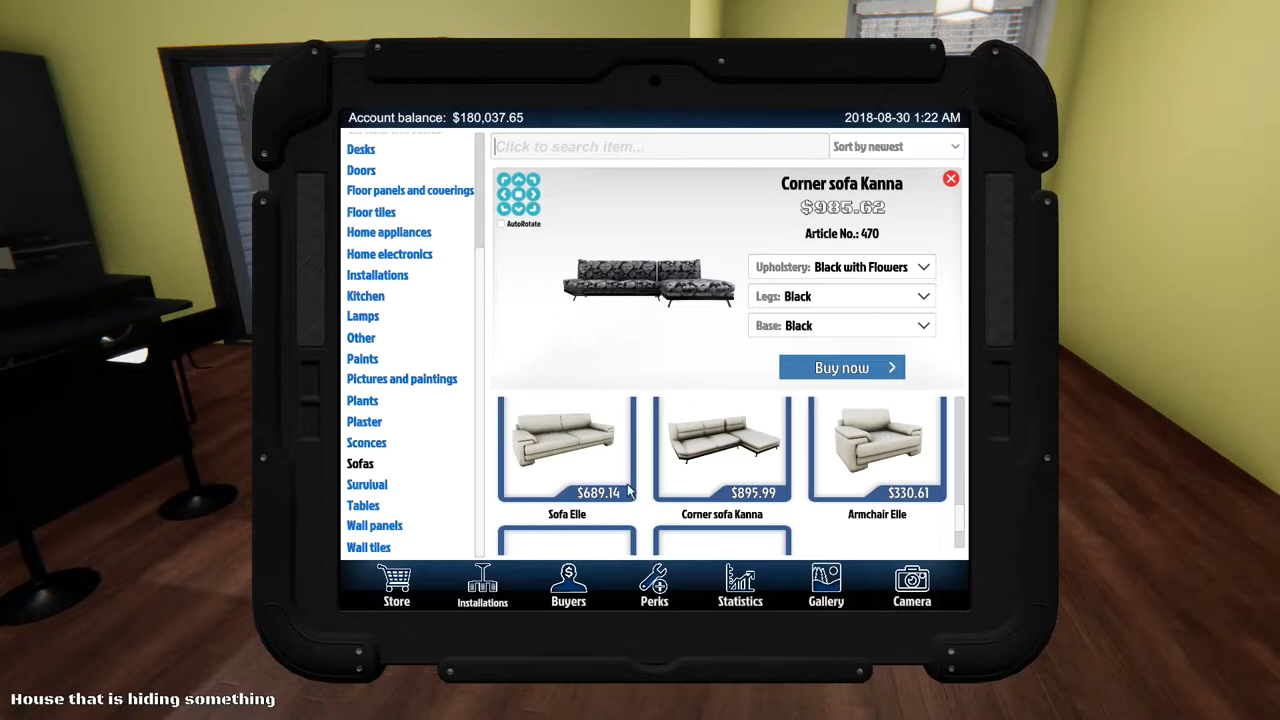 Account balance: $180,037.65
2018-08-30 1:22 AM
Desks
Doors
Floor panels and coverings
Floor tiles
Home appliances
Home electronics
Installations
Kitchen
Lamps
Other
Paints
Pictures and paintings
Plants
Plaster
Sconces
Sofas
Survival
Tables
Wall panels
Wall tiles
Click to search item...
Sort by newest
AutoRotate
Corner sofa Kanna
$985.62
Article No.: 470
Upholstery: Black with Flowers
Legs: Black
Base: Black
Buy now
$689.14
Sofa Elle
$895.99
Corner sofa Kanna
$330.61
Armchair Elle
Store
Installations
Buyers
Perks
Statistics
Gallery
Camera
House that is hiding something